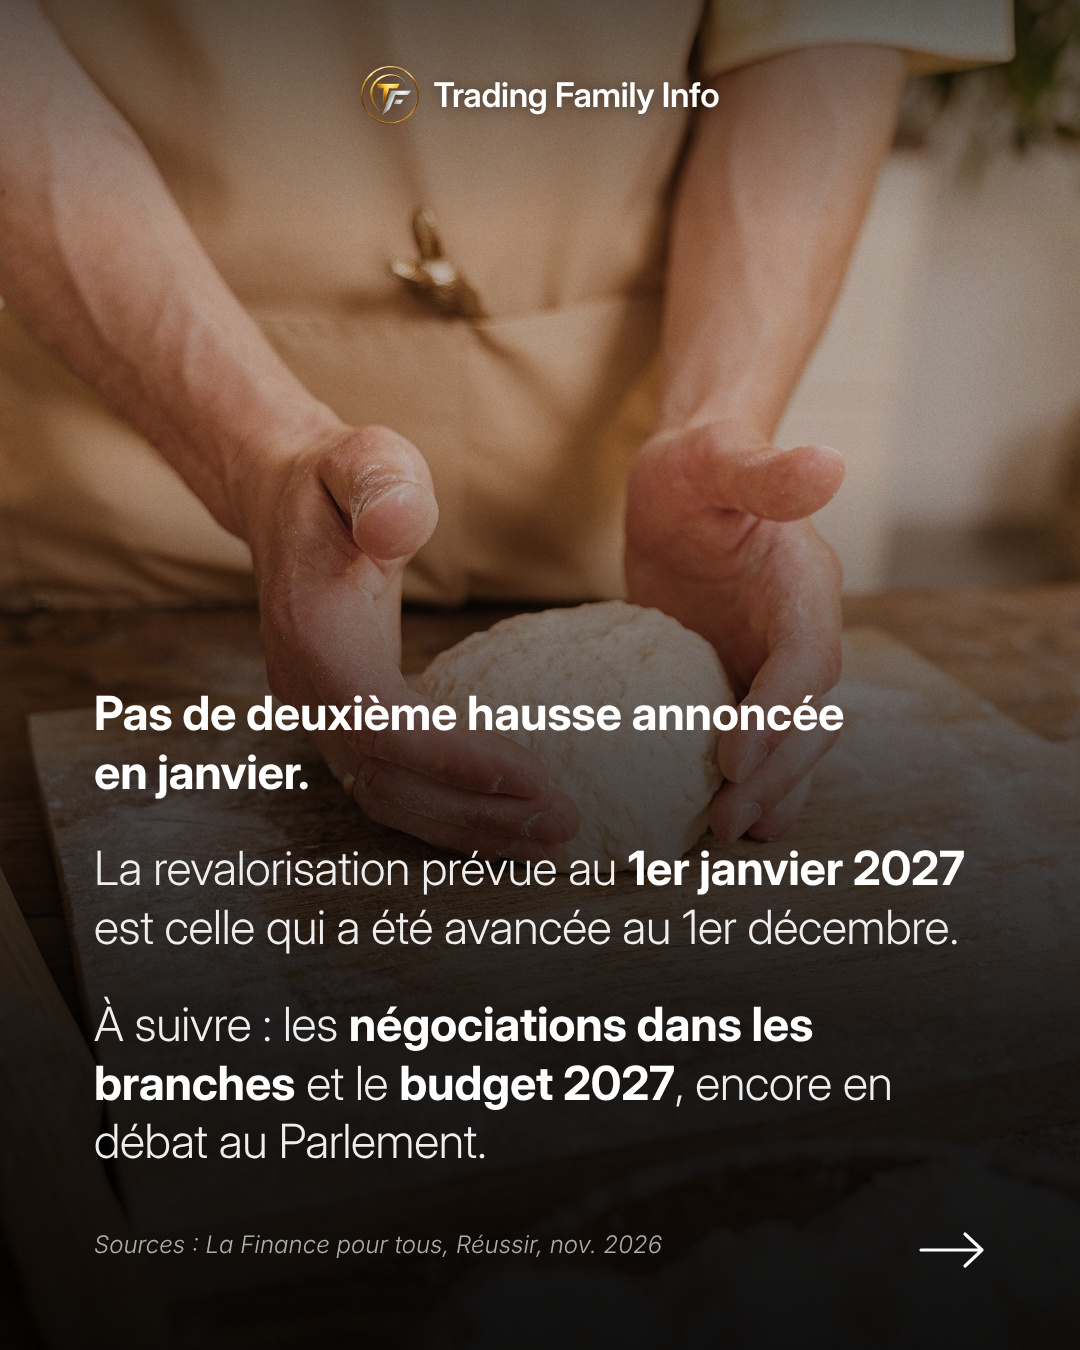 TF
Trading Family Info
Pas de deuxième hausse annoncée
en janvier.
La revalorisation prévue au 1er janvier 2027
est celle qui a été avancée au 1er décembre.
À suivre : les négociations dans les
branches et le budget 2027, encore en
débat au Parlement.
Sources : La Finance pour tous, Réussir, nov. 2026